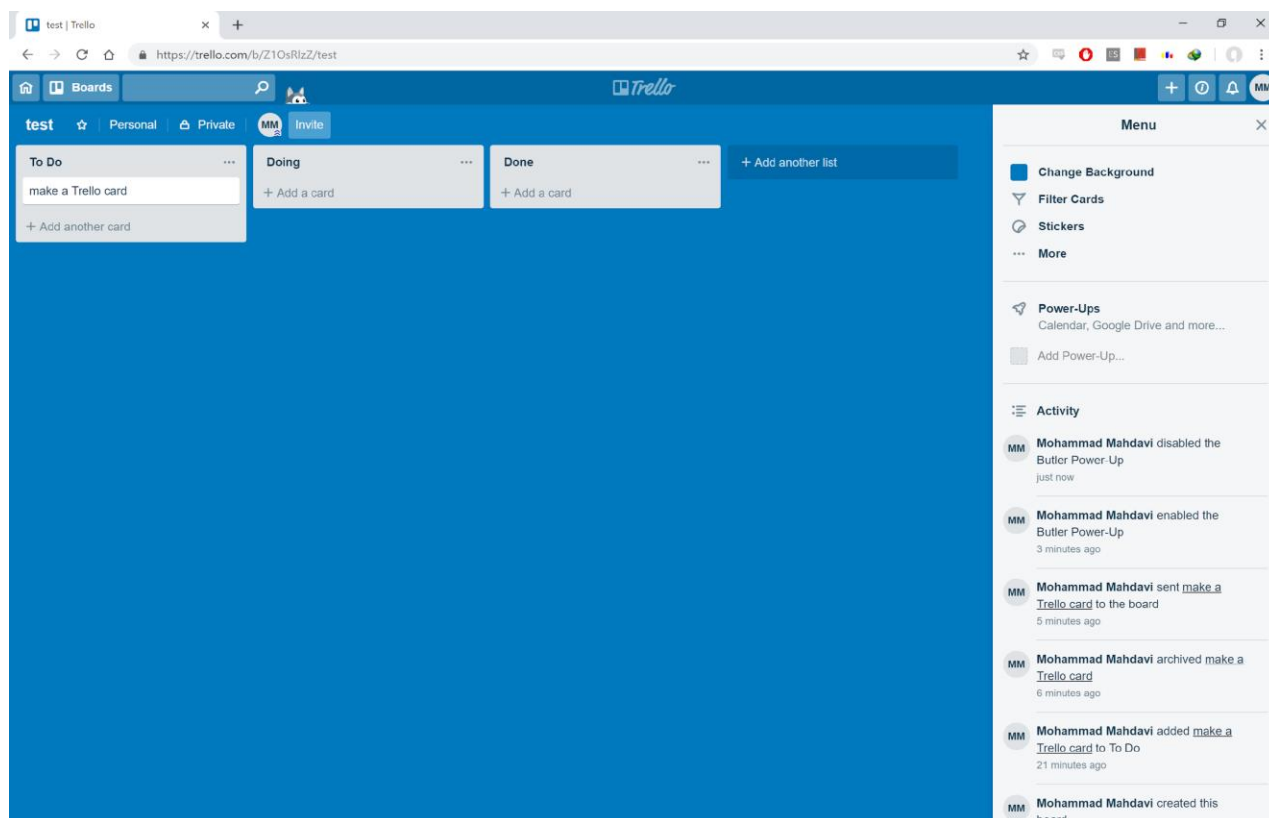 test | Trello
https://trello.com/b/Z1OsRlzZ/test
Boards
Trello
MM
test Personal Private MM Invite
To Do
make a Trello card
+ Add another card
Doing
+ Add a card
Done
+ Add a card
+ Add another list
Menu
Change Background
Filter Cards
Stickers
More
Power-Ups
Calendar, Google Drive and more...
Add Power-Up...
Activity
MM Mohammad Mahdavi disabled the
Butler Power-Up
just now
MM Mohammad Mahdavi enabled the
Butler Power-Up
3 minutes ago
MM Mohammad Mahdavi sent make a
Trello card to the board
5 minutes ago
MM Mohammad Mahdavi archived make a
Trello card
6 minutes ago
MM Mohammad Mahdavi added make a
Trello card to To Do
21 minutes ago
MM Mohammad Mahdavi created this